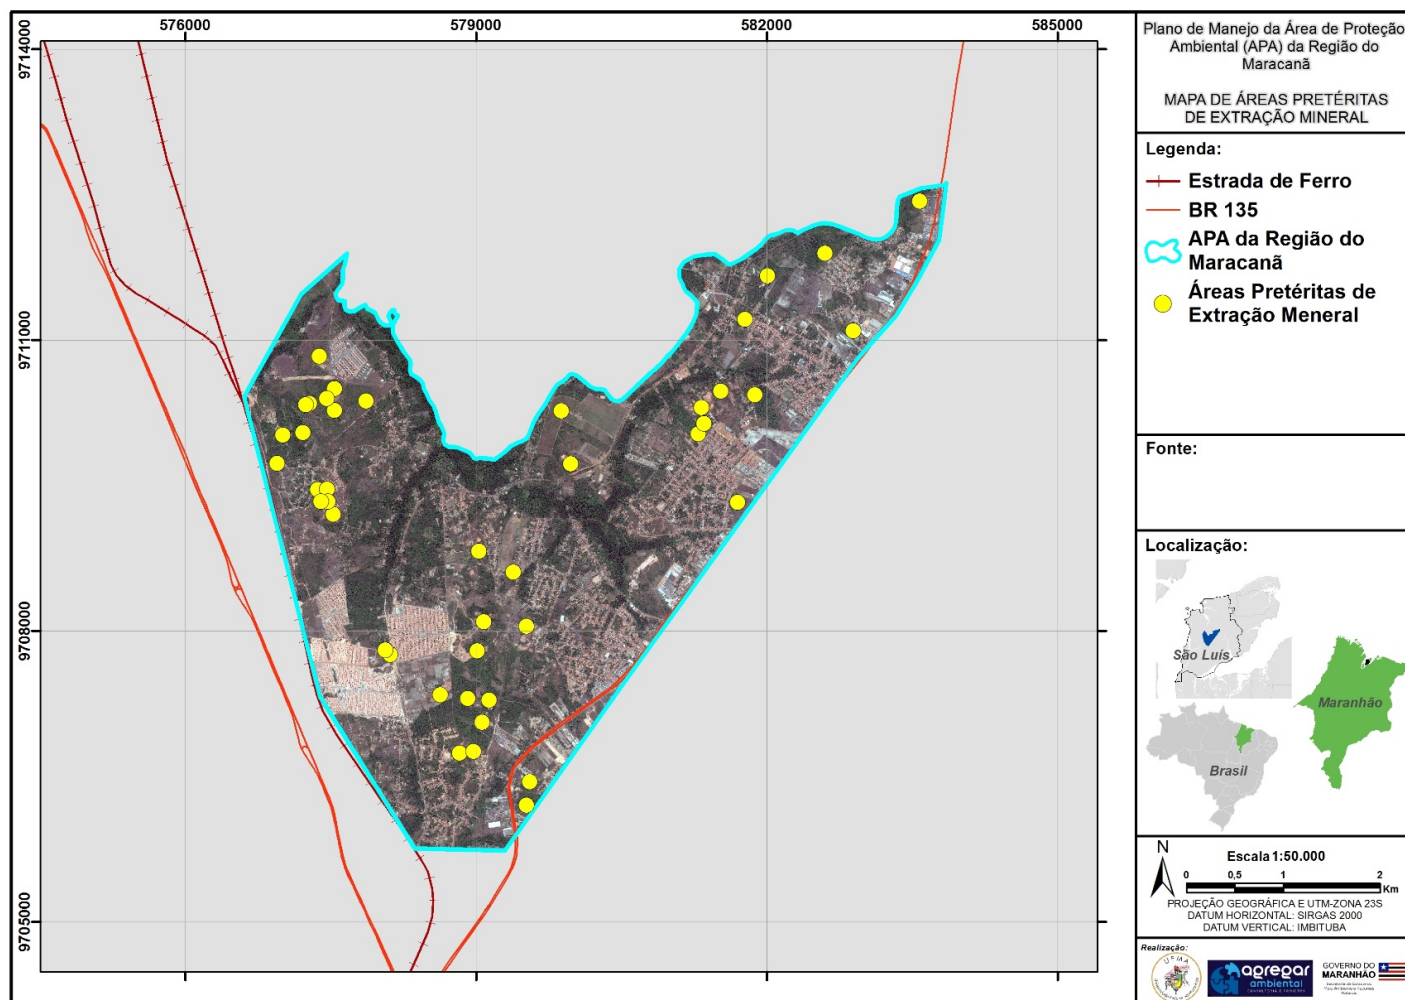 576000
579000
582000
585000
9714000
9711000
9708000
9705000
Plano de Manejo da Área de Proteção
Ambiental (APA) da Região do
Maracanã
MAPA DE ÁREAS PRETÉRITAS
DE EXTRAÇÃO MINERAL
Legenda:
Estrada de Ferro
BR 135
APA da Região do
Maracanã
Áreas Pretéritas de
Extração Meneral
Fonte:
Localização:
São Luís
Maranhão
Brasil
N
Escala 1:50.000
0 0,5 1 2
Km
PROJEÇÃO GEOGRÁFICA E UTM-ZONA 23S
DATUM HORIZONTAL: SIRGAS 2000
DATUM VERTICAL: IMBITUBA
Realização:
UFMA
agregar
ambiental
GOVERNO DO
MARANHÃO